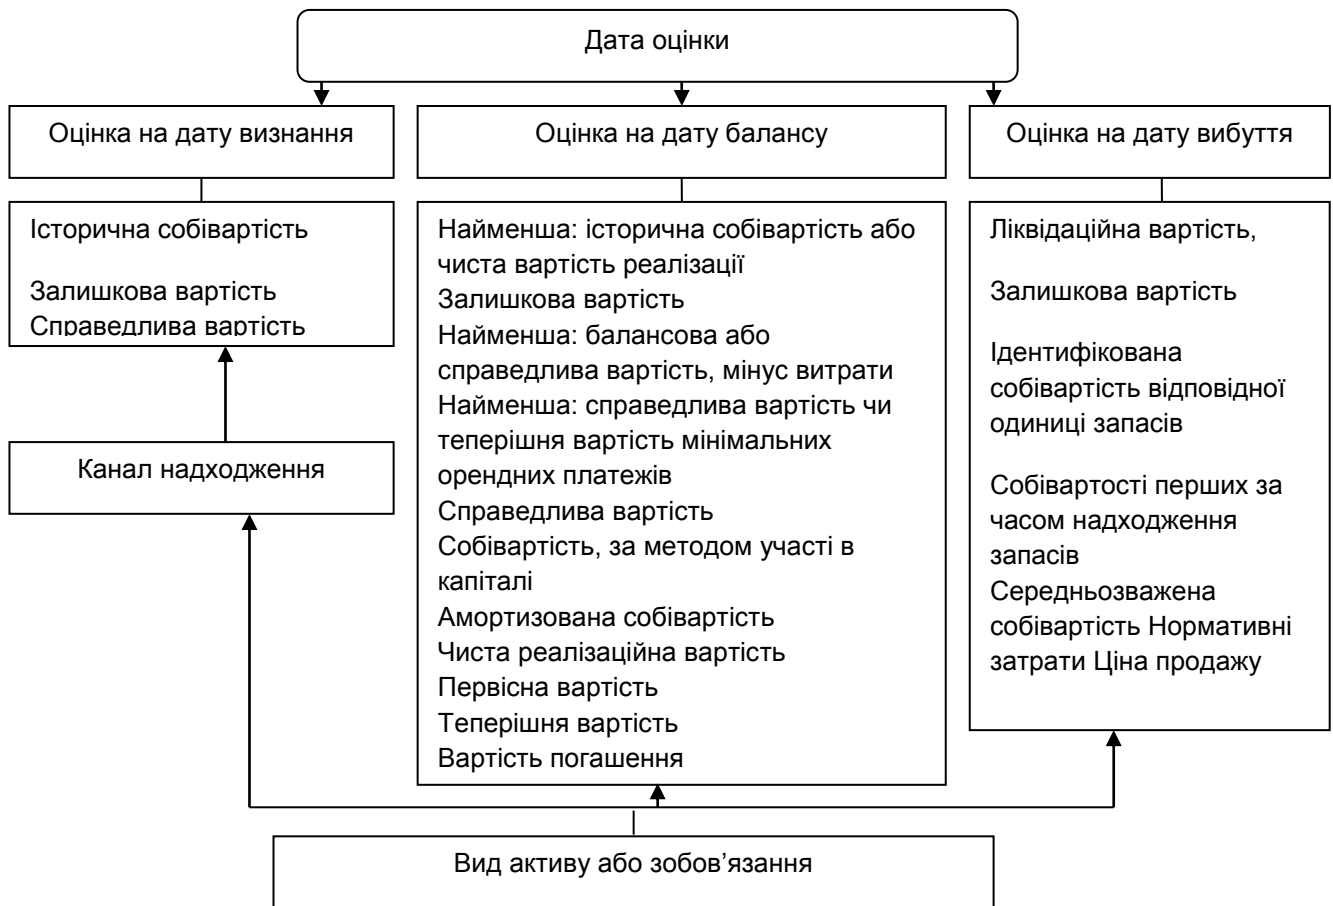 Дата оцінки
Оцінка на дату визнання
Історична собівартість
Залишкова вартість
Справедлива вартість
Канал надходження
Оцінка на дату балансу
Найменша: історична собівартість або
чиста вартість реалізації
Залишкова вартість
Найменша: балансова або
справедлива вартість, мінус витрати
Найменша: справедлива вартість чи
теперішня вартість мінімальних
орендних платежів
Справедлива вартість
Собівартість, за методом участі в
капіталі
Амортизована собівартість
Чиста реалізаційна вартість
Первісна вартість
Теперішня вартість
Вартість погашення
Оцінка на дату вибуття
Ліквідаційна вартість,
Залишкова вартість
Ідентифікована
собівартість відповідної
одиниці запасів
Собівартості перших за
часом надходження
запасів
Середньозважена
собівартість Нормативні
затрати Ціна продажу
Вид активу або зобов’язання